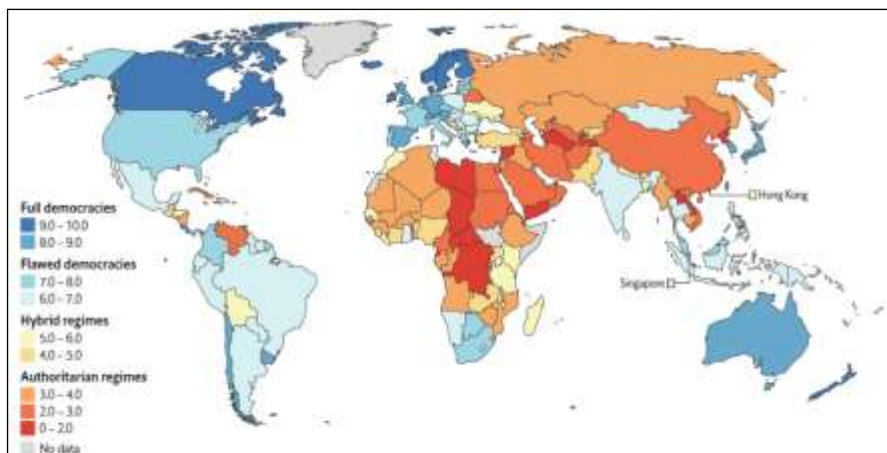 Full democracies
9.0 – 10.0
8.0 – 9.0
Flawed democracies
7.0 – 8.0
6.0 – 7.0
Hybrid regimes
5.0 – 6.0
4.0 – 5.0
Authoritarian regimes
3.0 – 4.0
2.0 – 3.0
0 – 2.0
No data
Hong Kong
Singapore